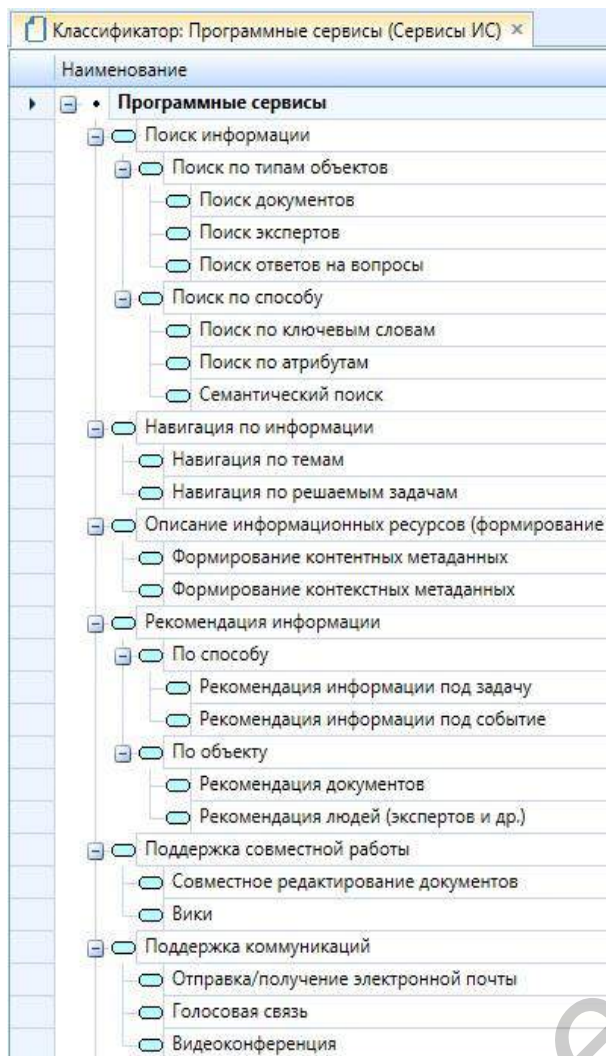 Классификатор: Программные сервисы (Сервисы ИС) ×
Наименование
Программные сервисы
Поиск информации
Поиск по типам объектов
Поиск документов
Поиск экспертов
Поиск ответов на вопросы
Поиск по способу
Поиск по ключевым словам
Поиск по атрибутам
Семантический поиск
Навигация по информации
Навигация по темам
Навигация по решаемым задачам
Описание информационных ресурсов (формирование
Формирование контентных метаданных
Формирование контекстных метаданных
Рекомендация информации
По способу
Рекомендация информации под задачу
Рекомендация информации под событие
По объекту
Рекомендация документов
Рекомендация людей (экспертов и др.)
Поддержка совместной работы
Совместное редактирование документов
Вики
Поддержка коммуникаций
Отправка/получение электронной почты
Голосовая связь
Видеоконференция